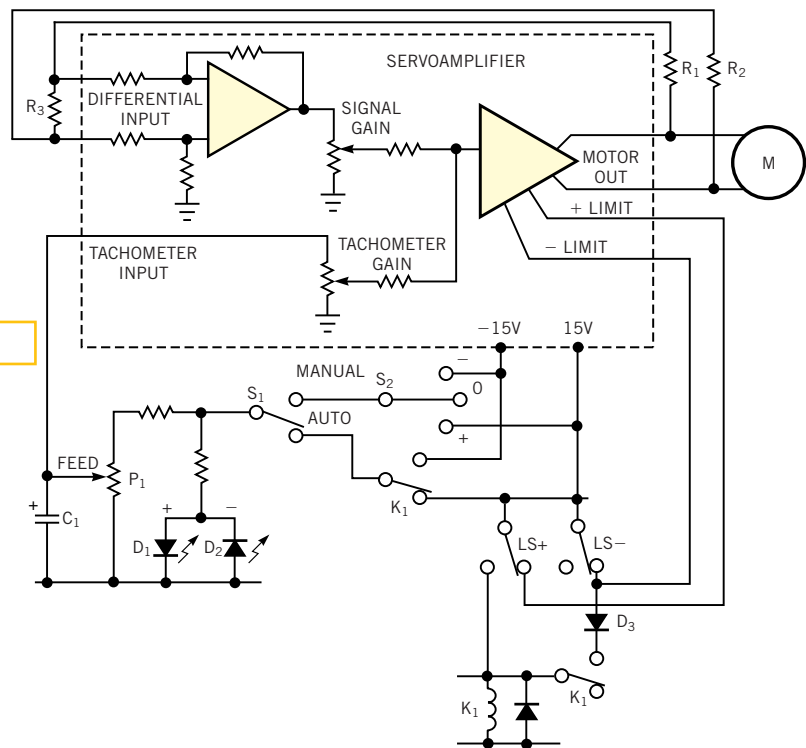 SERVOAMPLIFIER
R1
R2
R3
DIFFERENTIAL
INPUT
SIGNAL
GAIN
MOTOR
OUT
M
+ LIMIT
− LIMIT
TACHOMETER
INPUT
TACHOMETER
GAIN
−15V
15V
MANUAL
−
S1
S2
0
AUTO
+
FEED
P1
K1
+
C1
+
−
D1
D2
LS+
LS−
D3
K1
K1